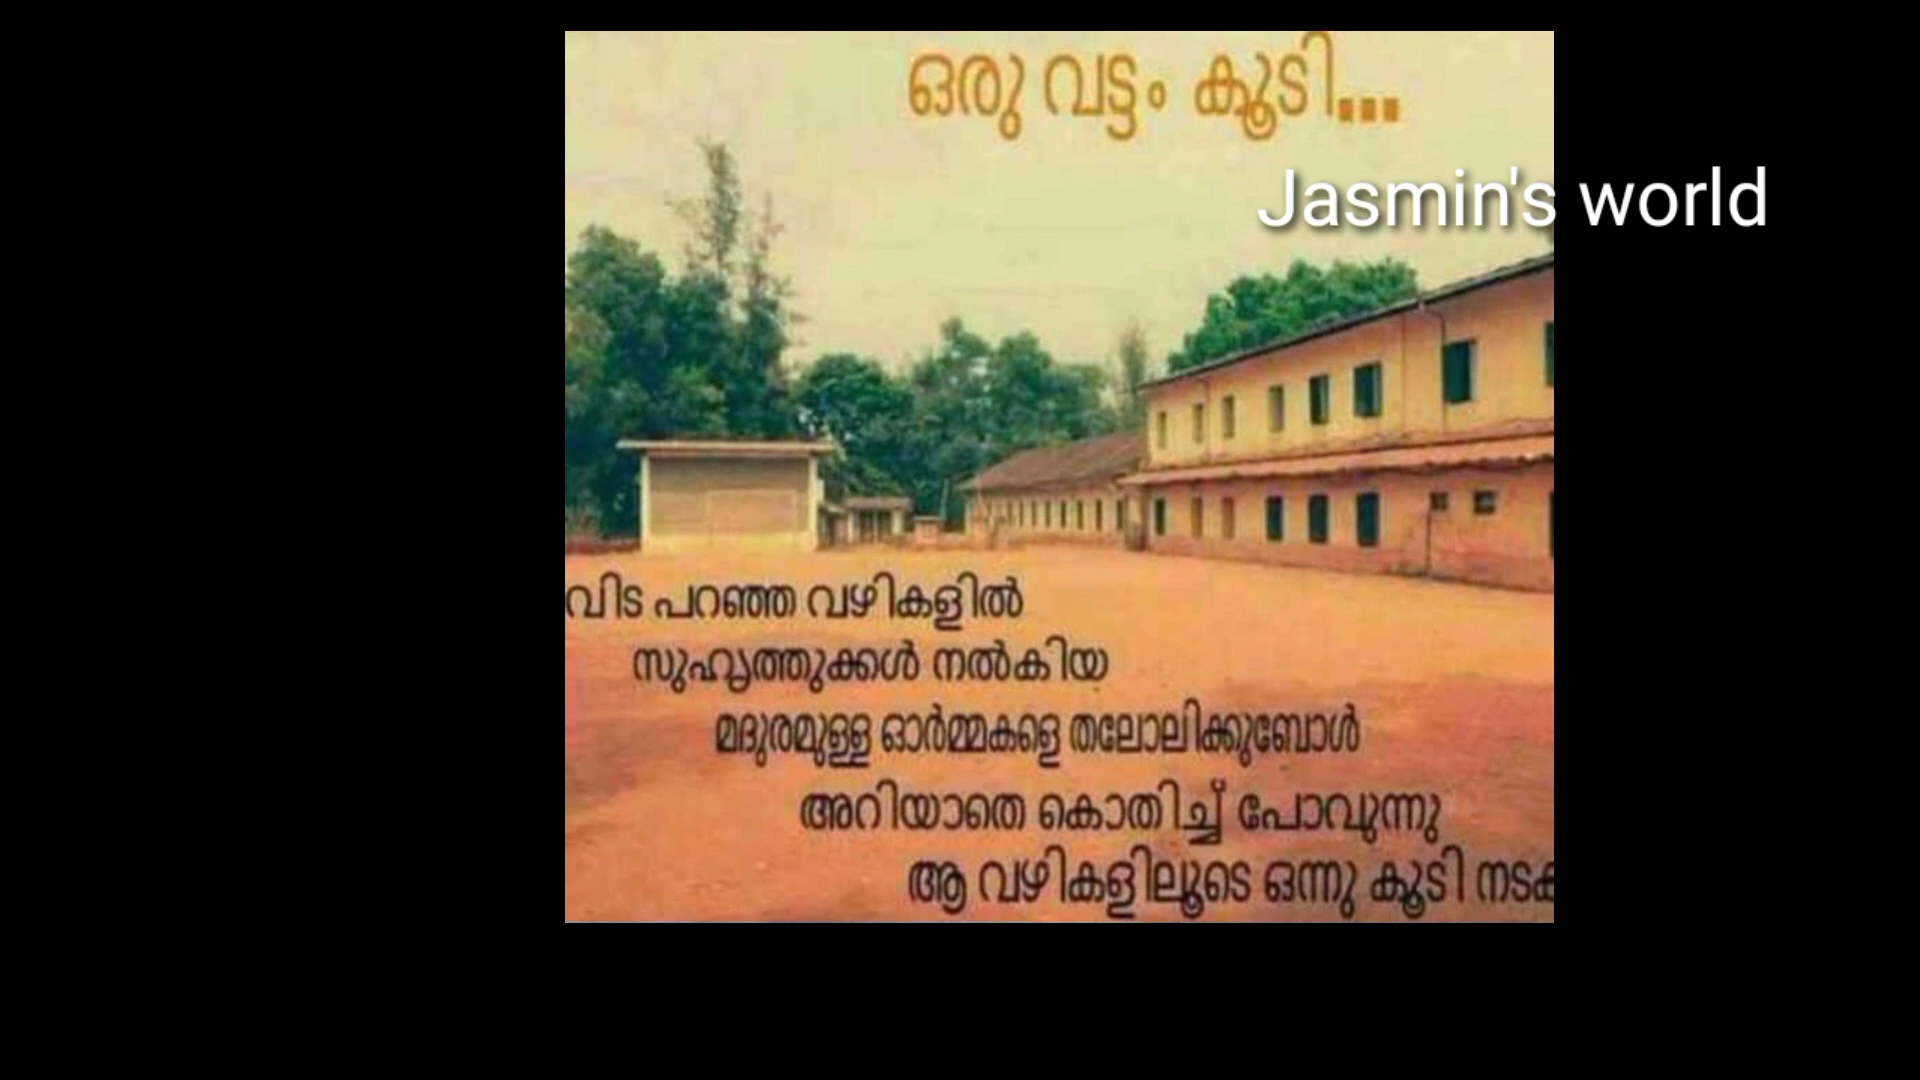 ഒരു വട്ടം കൂടി...
Jasmin's world
വിട പറഞ്ഞ വഴികളിൽ
സുഹൃത്തുക്കൾ നൽകിയ
മദുരമുള്ള ഓർമ്മകളെ തലോലിക്കുബോൾ
അറിയാതെ കൊതിച്ച് പോവുന്നു
ആ വഴികളിലൂടെ ഒന്നു കൂടി